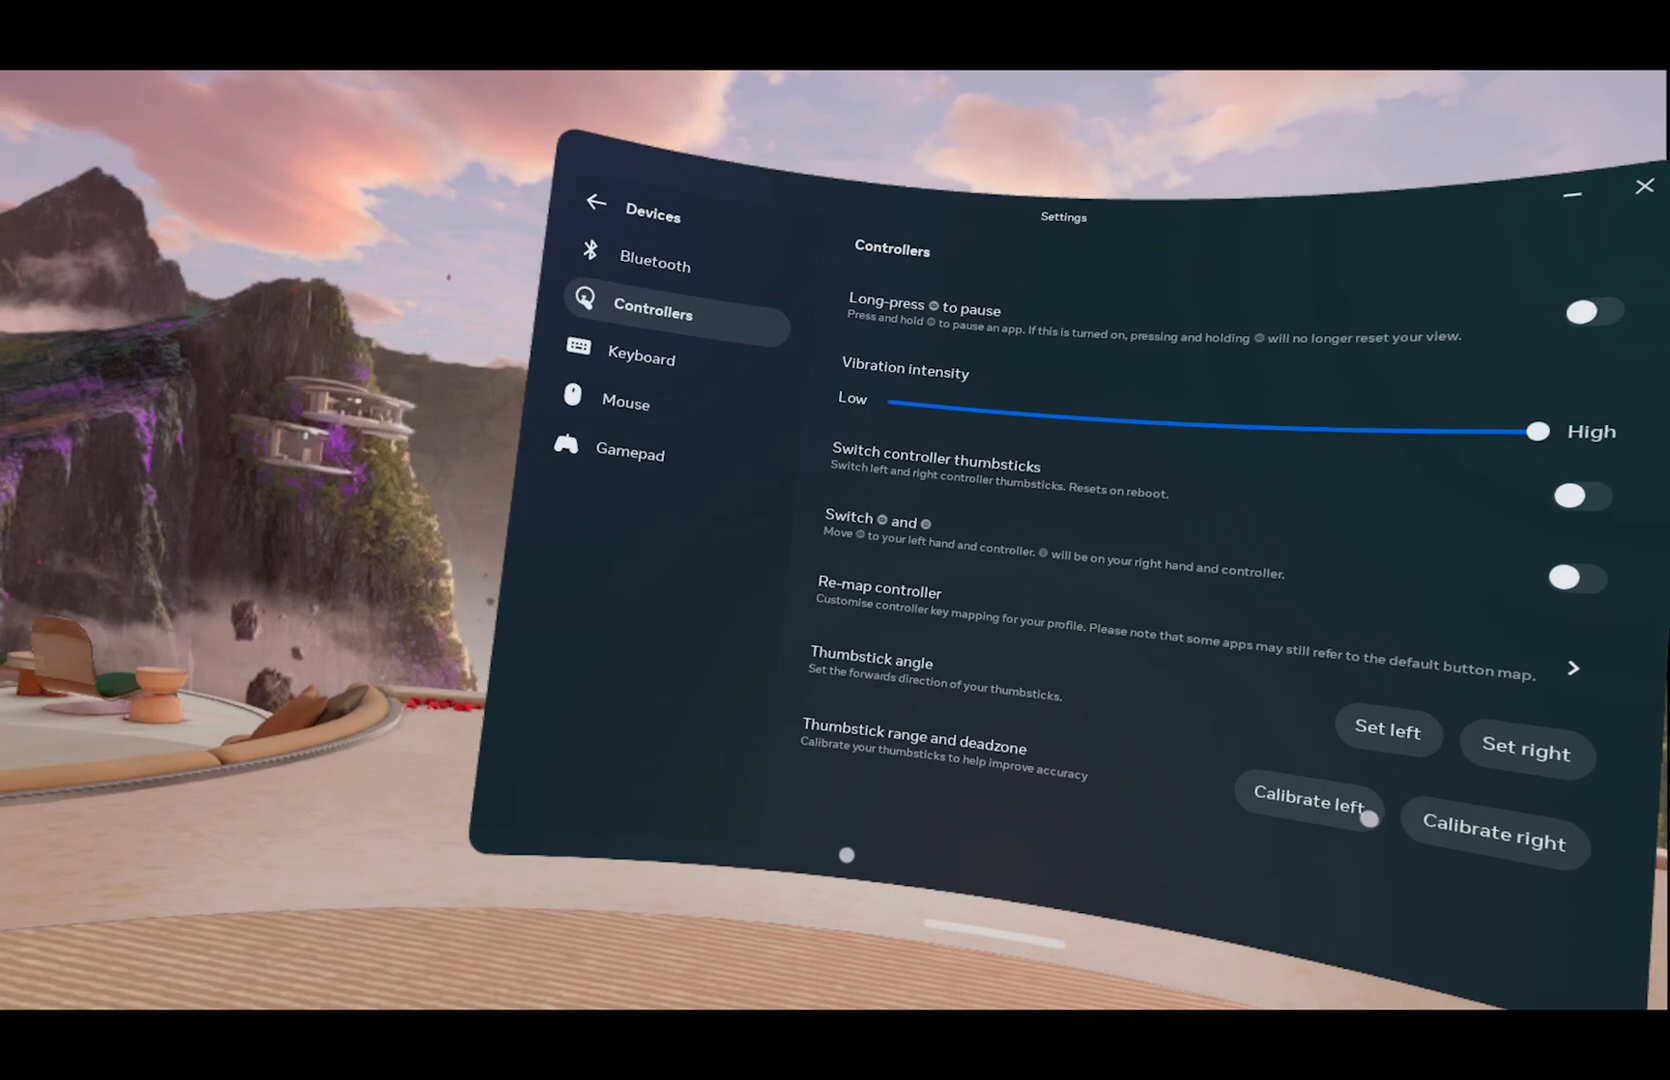 Settings
Devices
Bluetooth
Controllers
Keyboard
Mouse
Gamepad
Controllers
Long-press to pause
Press and hold to pause an app. If this is turned on, pressing and holding will no longer reset your view.
Vibration intensity
Low
High
Switch controller thumbsticks
Switch left and right controller thumbsticks. Resets on reboot.
Switch and
Move to your left hand and controller. will be on your right hand and controller.
Re-map controller
Customise controller key mapping for your profile. Please note that some apps may still refer to the default button map.
Thumbstick angle
Set the forwards direction of your thumbsticks.
Set left
Set right
Thumbstick range and deadzone
Calibrate your thumbsticks to help improve accuracy
Calibrate left
Calibrate right